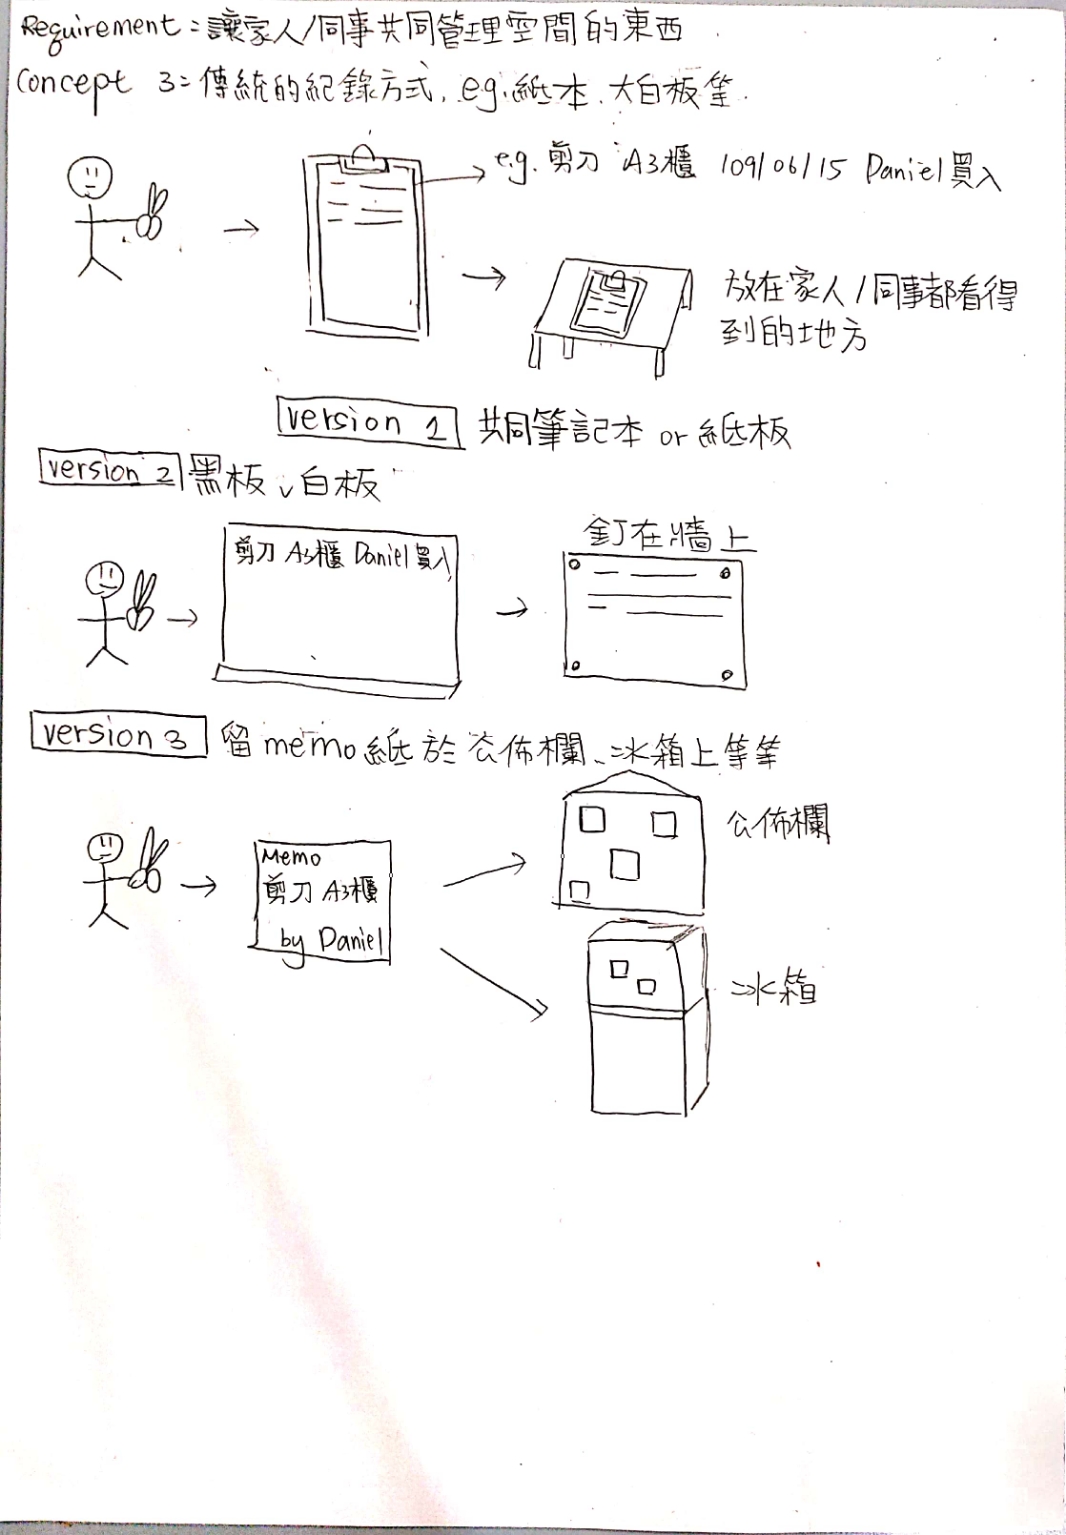 Requirement：讓家人/同事共同管理空間的東西
Concept 3：傳統的紀錄方式, e.g.紙本、大白板等
e.g. 剪刀 A3櫃 109/06/15 Daniel買入
放在家人/同事都看得
到的地方
version 1 共同筆記本 or 紙板
version 2 黑板、白板
剪刀 A3櫃 Daniel買入
釘在牆上
version 3 留memo紙於公佈欄、冰箱上等等
公佈欄
Memo
剪刀 A3櫃
by Daniel
冰箱